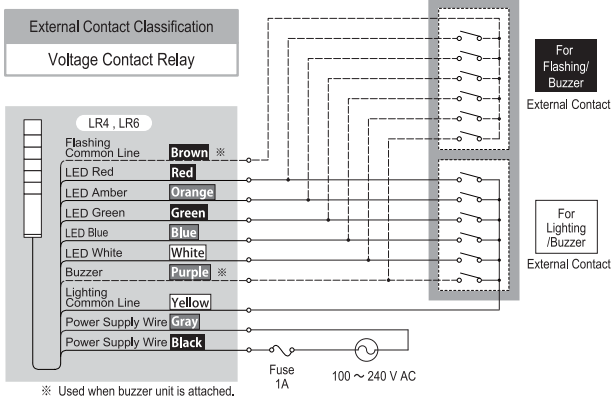 External Contact Classification
Voltage Contact Relay
For
Flashing/
Buzzer
External Contact
LR4 , LR6
Flashing
Common Line Brown ※
LED Red Red
LED Amber Orange
LED Green Green
LED Blue Blue
LED White White
Buzzer Purple ※
Lighting
Common Line Yellow
Power Supply Wire Gray
Power Supply Wire Black
For
Lighting
/Buzzer
External Contact
Fuse
1A
100 ~ 240 V AC
※ Used when buzzer unit is attached.